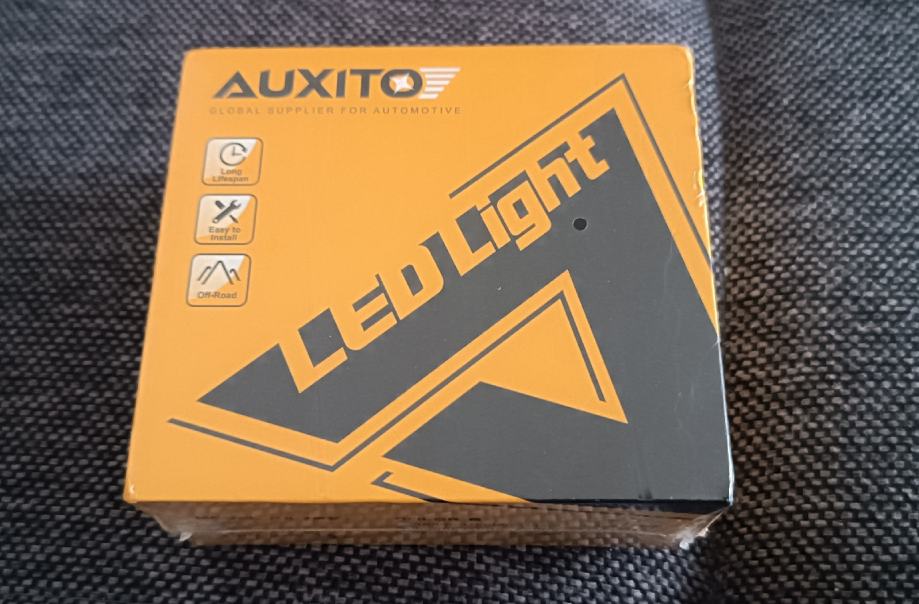 AUXITO
GLOBAL SUPPLIER FOR AUTOMOTIVE
Long
Lifespan
Easy to
Install
Off-Road
LED Light